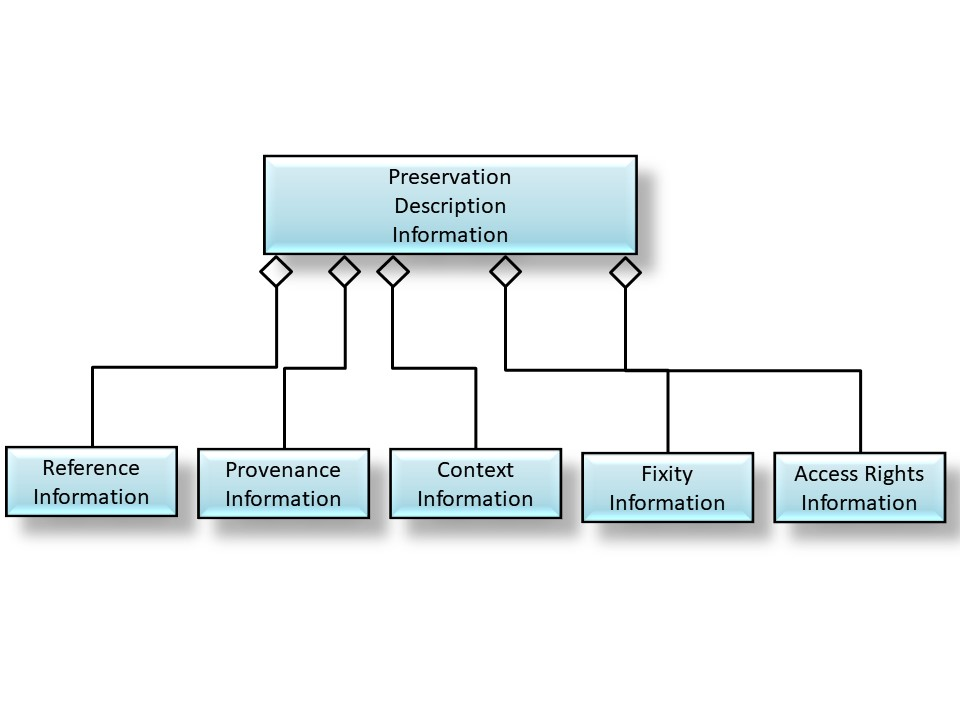 Preservation
Description
Information
Reference
Information
Provenance
Information
Context
Information
Fixity
Information
Access Rights
Information